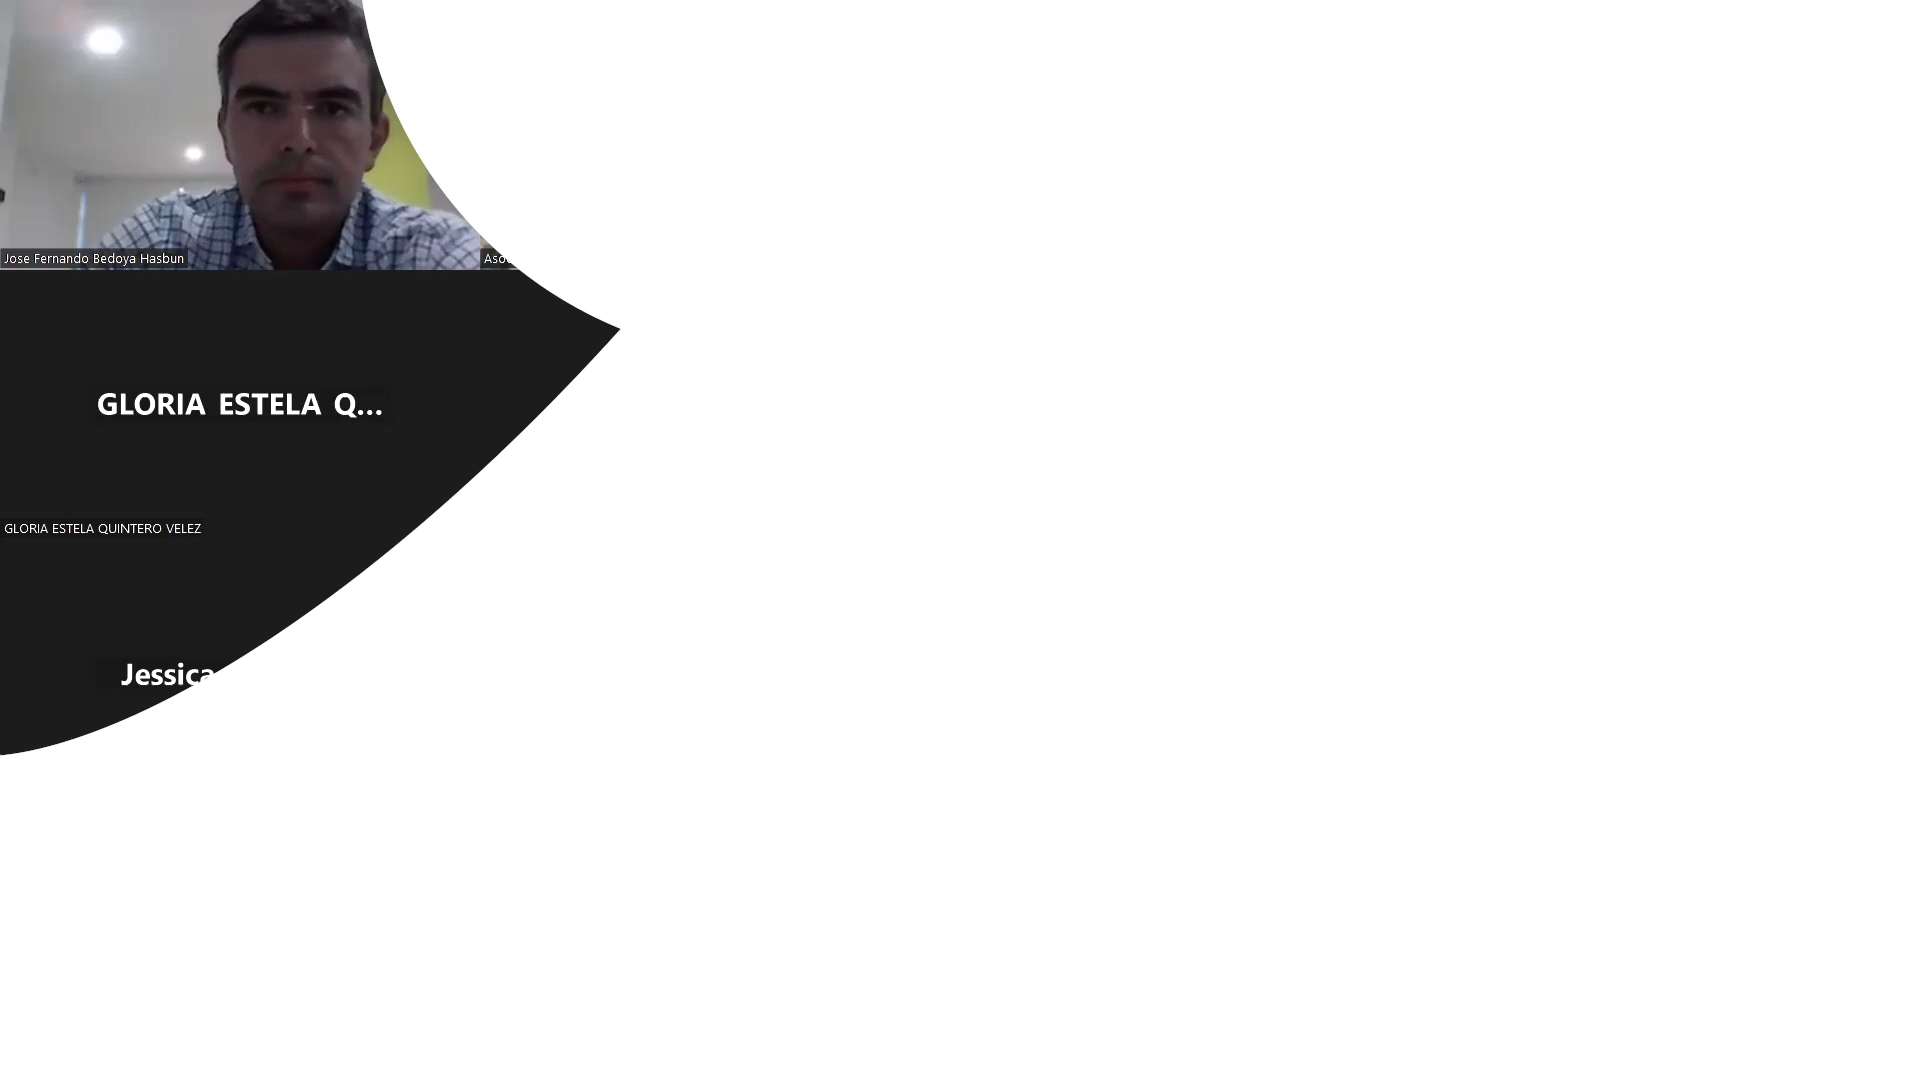 Jose Fernando Bedoya Hasbun
GLORIA ESTELA Q...
GLORIA ESTELA QUINTERO VELEZ
Jessica